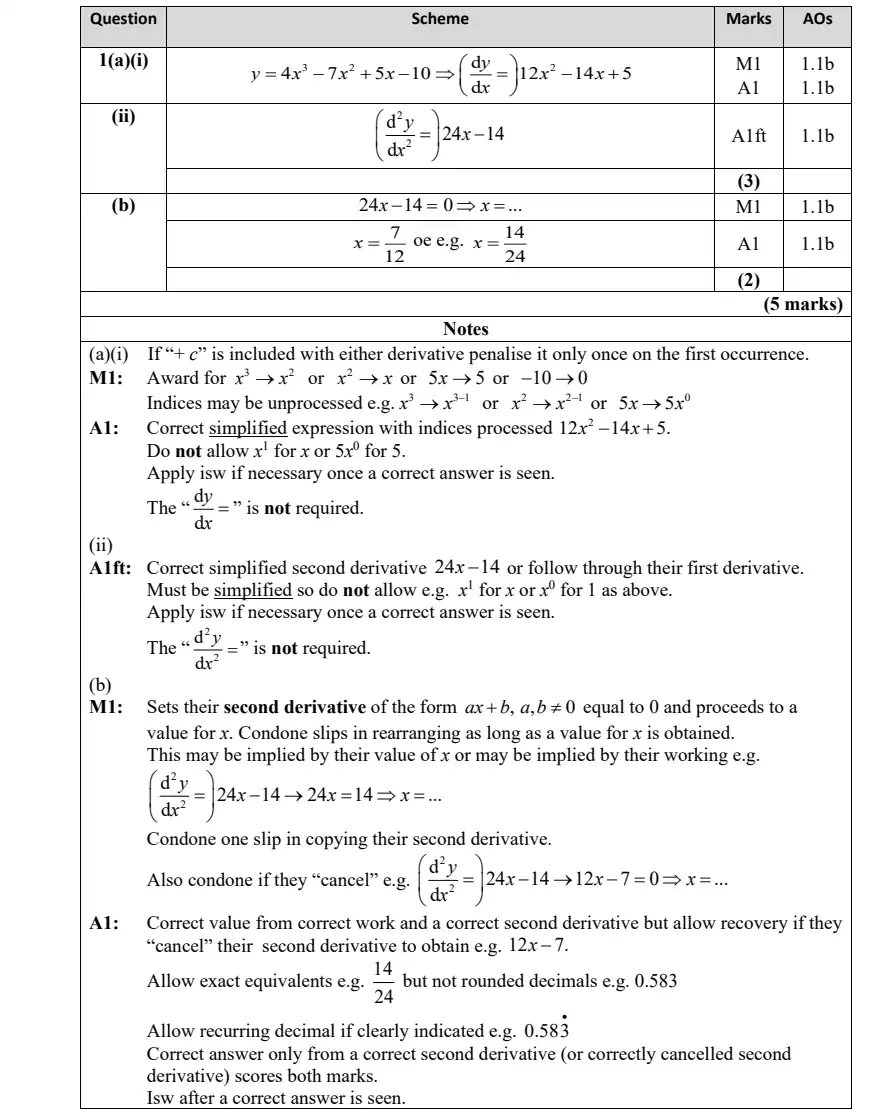 Question Scheme Marks AOs
1(a)(i) y = 4x³ − 7x² + 5x − 10 ⇒ (dy/dx =) 12x² − 14x + 5 M1 1.1b
A1 1.1b
(ii) (d²y/dx² =) 24x − 14 A1ft 1.1b
(3)
(b) 24x − 14 = 0 ⇒ x = ... M1 1.1b
x = 7/12 oe e.g. x = 14/24 A1 1.1b
(2)
(5 marks)
Notes
(a)(i) If “+ c” is included with either derivative penalise it only once on the first occurrence.
M1: Award for x³ → x² or x² → x or 5x → 5 or −10 → 0
Indices may be unprocessed e.g. x³ → x³⁻¹ or x² → x²⁻¹ or 5x → 5x⁰
A1: Correct simplified expression with indices processed 12x² − 14x + 5.
Do not allow x¹ for x or 5x⁰ for 5.
Apply isw if necessary once a correct answer is seen.
The “dy/dx =” is not required.
(ii)
A1ft: Correct simplified second derivative 24x − 14 or follow through their first derivative.
Must be simplified so do not allow e.g. x¹ for x or x⁰ for 1 as above.
Apply isw if necessary once a correct answer is seen.
The “d²y/dx² =” is not required.
(b)
M1: Sets their second derivative of the form ax + b, a, b ≠ 0 equal to 0 and proceeds to a
value for x. Condone slips in rearranging as long as a value for x is obtained.
This may be implied by their value of x or may be implied by their working e.g.
(d²y/dx² =) 24x − 14 → 24x = 14 ⇒ x = ...
Condone one slip in copying their second derivative.
Also condone if they “cancel” e.g. (d²y/dx² =) 24x − 14 → 12x − 7 = 0 ⇒ x = ...
A1: Correct value from correct work and a correct second derivative but allow recovery if they
“cancel” their second derivative to obtain e.g. 12x − 7.
Allow exact equivalents e.g. 14/24 but not rounded decimals e.g. 0.583
Allow recurring decimal if clearly indicated e.g. 0.583̇
Correct answer only from a correct second derivative (or correctly cancelled second
derivative) scores both marks.
Isw after a correct answer is seen.